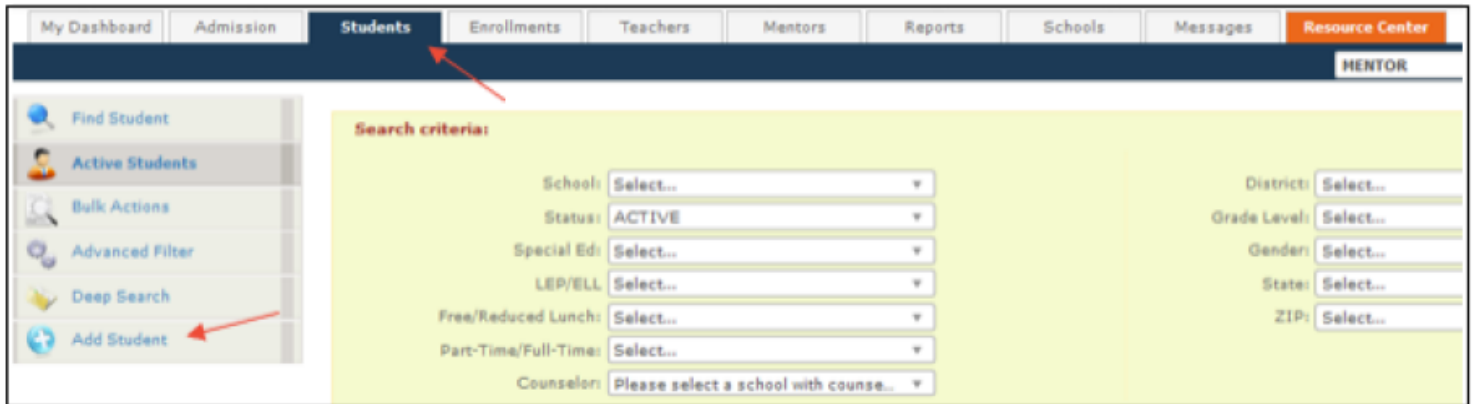 My Dashboard Admission Students Enrollments Teachers Mentors Reports Schools Messages Resource Center
MENTOR
Find Student
Active Students
Bulk Actions
Advanced Filter
Deep Search
Add Student
Search criteria:
School: Select...
Status: ACTIVE
Special Ed: Select...
LEP/ELL Select...
Free/Reduced Lunch: Select...
Part-Time/Full-Time: Select...
Counselor: Please select a school with counse...
District: Select...
Grade Level: Select...
Gender: Select...
State: Select...
ZIP: Select...